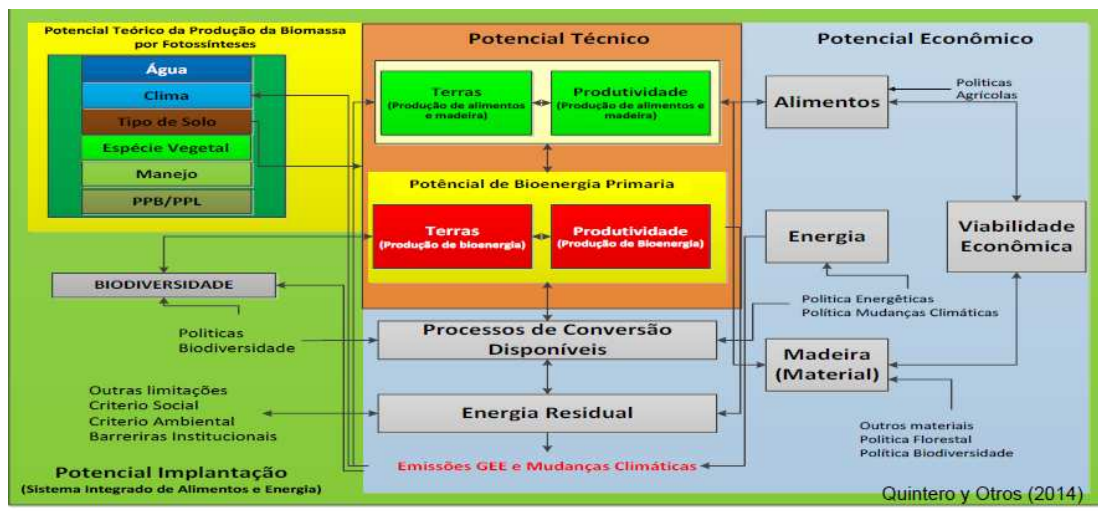 Potencial Teórico da Produção da Biomassa
por Fotossínteses
Água
Clima
Tipo de Solo
Espécie Vegetal
Manejo
PPB/PPL
Potencial Técnico
Terras
(Produção de alimentos
e madeira)
Produtividade
(Produção de alimentos e
madeira)
Potêncial de Bioenergia Primaria
Terras
(Produção de bioenergia)
Produtividade
(Produção de Bioenergia)
Potencial Econômico
Alimentos
Politicas
Agrícolas
Energia
Viabilidade
Econômica
Politica Energêticas
Política Mudanças Climáticas
Madeira
(Material)
Outros materiais
Politica Florestal
Política Biodiversidade
BIODIVERSIDADE
Politicas
Biodiversidade
Processos de Conversão
Disponíveis
Energia Residual
Outras limitações
Criterio Social
Criterio Ambiental
Barreriras Institucionais
Emissões GEE e Mudanças Climáticas
Potencial Implantação
(Sistema Integrado de Alimentos e Energia)
Quintero y Otros (2014)